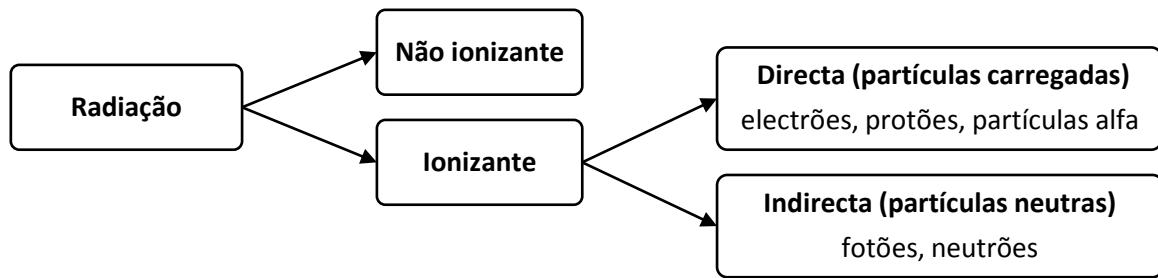 Radiação
Não ionizante
Ionizante
Directa (partículas carregadas)
electrões, protões, partículas alfa
Indirecta (partículas neutras)
fotões, neutrões